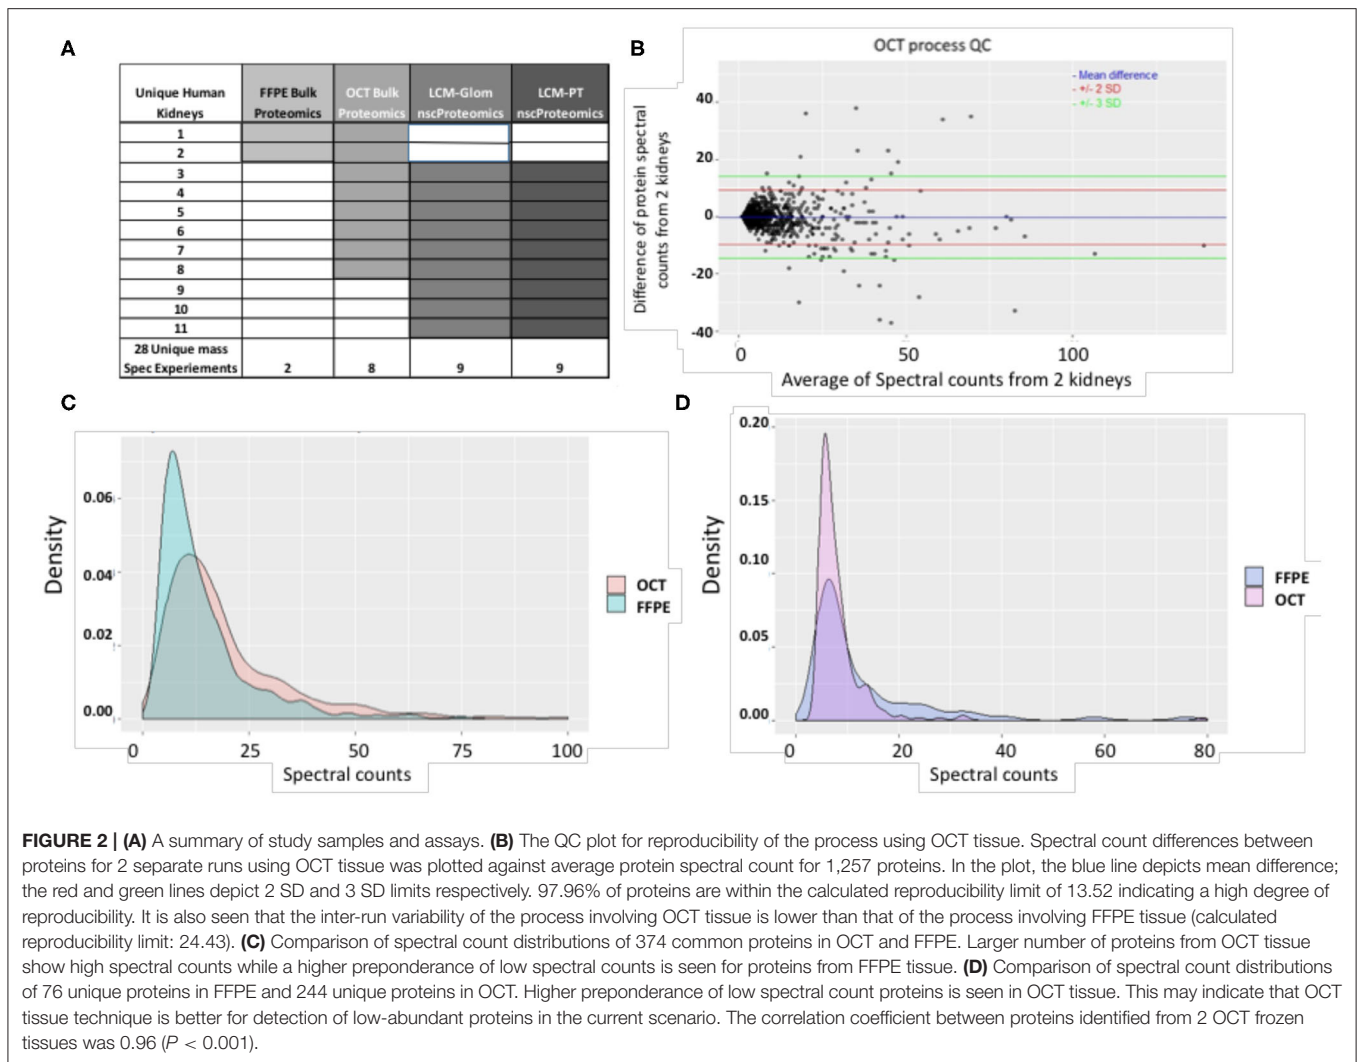 A
Unique Human Kidneys | FFPE Bulk Proteomics | OCT Bulk Proteomics | LCM-Glom nscProteomics | LCM-PT nscProteomics
1
2
3
4
5
6
7
8
9
10
11
28 Unique mass
Spec Experiements 2 8 9 9
B
OCT process QC
- Mean difference
- +/- 2 SD
- +/- 3 SD
Difference of protein spectral
counts from 2 kidneys
40
20
0
-20
-40
0 50 100
Average of Spectral counts from 2 kidneys
C
Density
0.06
0.04
0.02
0.00
0 25 50 75 100
Spectral counts
OCT
FFPE
D
Density
0.20
0.15
0.10
0.05
0.00
0 20 40 60 80
Spectral counts
FFPE
OCT
FIGURE 2 | (A) A summary of study samples and assays. (B) The QC plot for reproducibility of the process using OCT tissue. Spectral count differences between
proteins for 2 separate runs using OCT tissue was plotted against average protein spectral count for 1,257 proteins. In the plot, the blue line depicts mean difference;
the red and green lines depict 2 SD and 3 SD limits respectively. 97.96% of proteins are within the calculated reproducibility limit of 13.52 indicating a high degree of
reproducibility. It is also seen that the inter-run variability of the process involving OCT tissue is lower than that of the process involving FFPE tissue (calculated
reproducibility limit: 24.43). (C) Comparison of spectral count distributions of 374 common proteins in OCT and FFPE. Larger number of proteins from OCT tissue
show high spectral counts while a higher preponderance of low spectral counts is seen for proteins from FFPE tissue. (D) Comparison of spectral count distributions
of 76 unique proteins in FFPE and 244 unique proteins in OCT. Higher preponderance of low spectral count proteins is seen in OCT tissue. This may indicate that OCT
tissue technique is better for detection of low-abundant proteins in the current scenario. The correlation coefficient between proteins identified from 2 OCT frozen
tissues was 0.96 (P < 0.001).